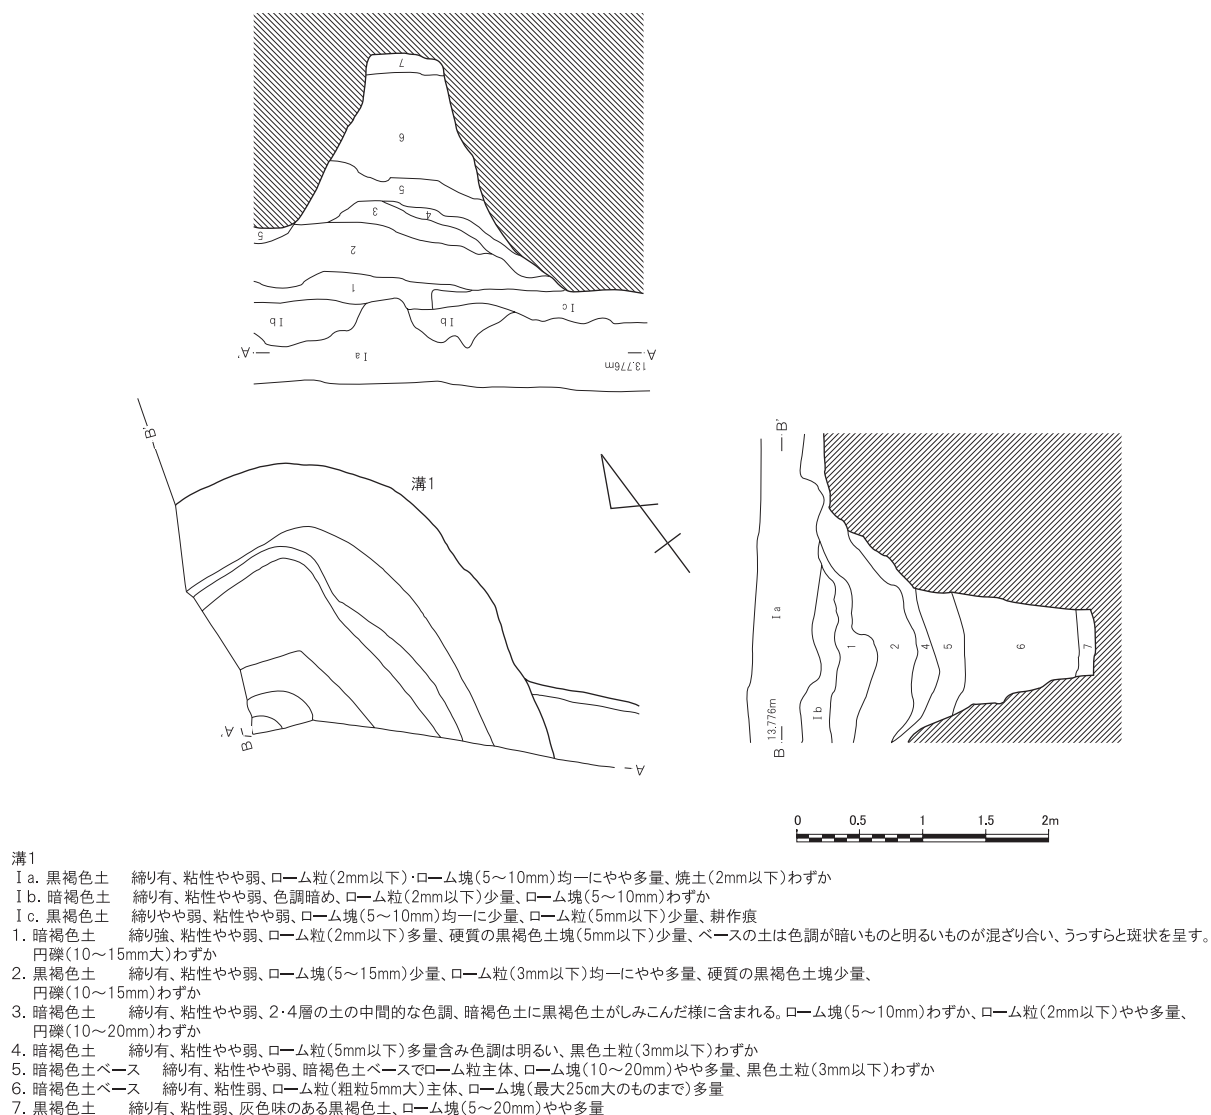 7
6
5
4
3
5
2
1
Ⅰc
Ⅰb
Ⅰb
Ⅰa
A'
A
13.776m
B'
溝1
A'
B
A
B'
Ⅰa
Ⅰb
1
2
4
5
6
7
13.776m
B
0 0.5 1 1.5 2m
溝1
Ⅰa. 黒褐色土 締り有、粘性やや弱、ローム粒(2mm以下)・ローム塊(5～10mm)均一にやや多量、焼土(2mm以下)わずか
Ⅰb. 暗褐色土 締り有、粘性やや弱、色調暗め、ローム粒(2mm以下)少量、ローム塊(5～10mm)わずか
Ⅰc. 黒褐色土 締りやや弱、粘性やや弱、ローム塊(5～10mm)均一に少量、ローム粒(5mm以下)少量、耕作痕
1. 暗褐色土 締り強、粘性やや弱、ローム粒(2mm以下)多量、硬質の黒褐色土塊(5mm以下)少量、ベースの土は色調が暗いものと明るいものが混ざり合い、うっすらと斑状を呈す。
円礫(10～15mm大)わずか
2. 黒褐色土 締り有、粘性やや弱、ローム塊(5～15mm)少量、ローム粒(3mm以下)均一にやや多量、硬質の黒褐色土塊少量、
円礫(10～15mm)わずか
3. 暗褐色土 締り有、粘性やや弱、2・4層の土の中間的な色調、暗褐色土に黒褐色土がしみこんだ様に含まれる。ローム塊(5～10mm)わずか、ローム粒(2mm以下)やや多量、
円礫(10～20mm)わずか
4. 暗褐色土 締り有、粘性やや弱、ローム粒(5mm以下)多量含み色調は明るい、黒色土粒(3mm以下)わずか
5. 暗褐色土ベース 締り有、粘性やや弱、暗褐色土ベースでローム粒主体、ローム塊(10～20mm)やや多量、黒色土粒(3mm以下)わずか
6. 暗褐色土ベース 締り有、粘性弱、ローム粒(粗粒5mm大)主体、ローム塊(最大25㎝大のものまで)多量
7. 黒褐色土 締り有、粘性弱、灰色味のある黒褐色土、ローム塊(5～20mm)やや多量